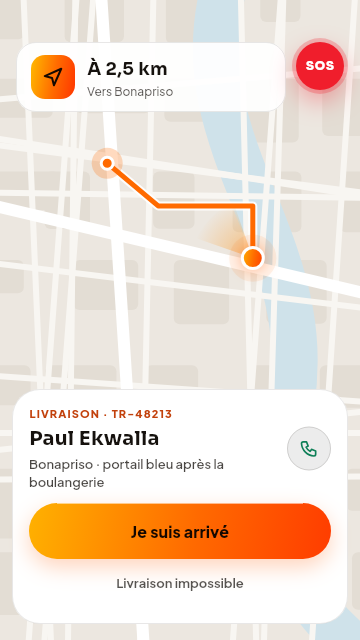 À 2,5 km
Vers Bonapriso
SOS
LIVRAISON · TR-48213
Paul Ekwalla
Bonapriso · portail bleu après la
boulangerie
Je suis arrivé
Livraison impossible